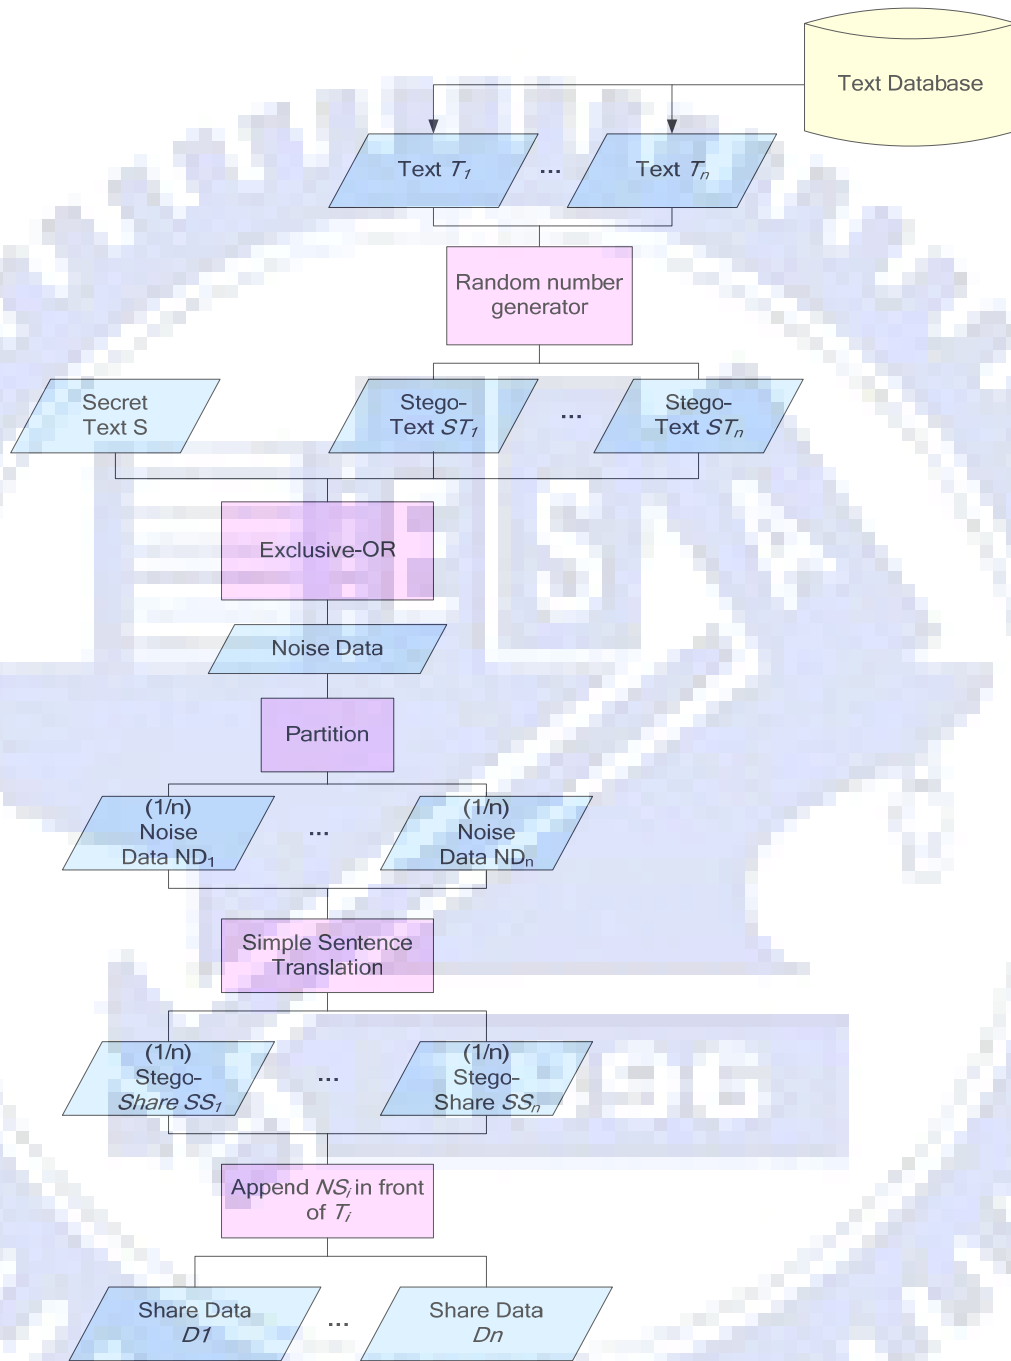 Text Database
Text T1 ... Text Tn
Random number
generator
Secret
Text S
Stego-
Text ST1
...
Stego-
Text STn
Exclusive-OR
Noise Data
Partition
(1/n)
Noise
Data ND1
...
(1/n)
Noise
Data NDn
Simple Sentence
Translation
(1/n)
Stego-
Share SS1
...
(1/n)
Stego-
Share SSn
Append NSi in front
of Ti
Share Data
D1
...
Share Data
Dn